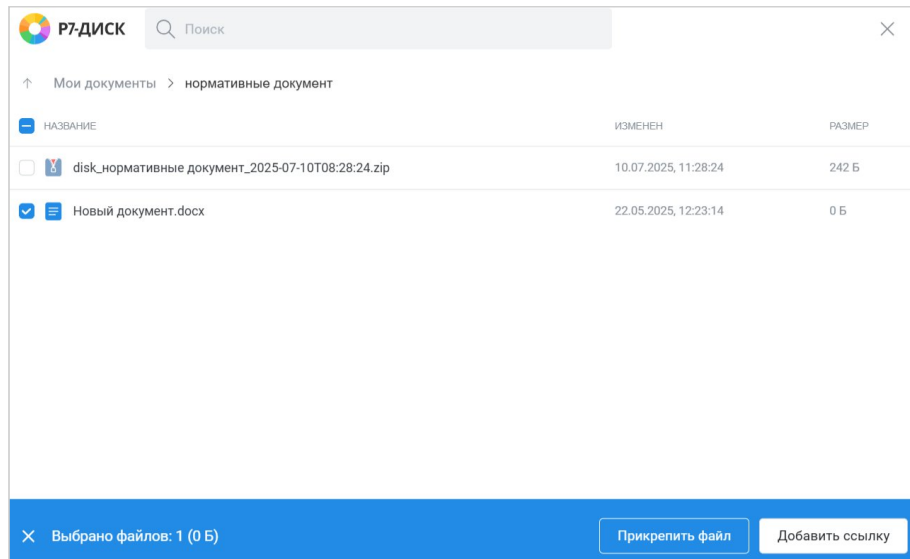 Р7-ДИСК Поиск
Мои документы > нормативные документ
НАЗВАНИЕ ИЗМЕНЕН РАЗМЕР
disk_нормативные документ_2025-07-10T08:28:24.zip 10.07.2025, 11:28:24 242 Б
Новый документ.docx 22.05.2025, 12:23:14 0 Б
Выбрано файлов: 1 (0 Б) Прикрепить файл Добавить ссылку